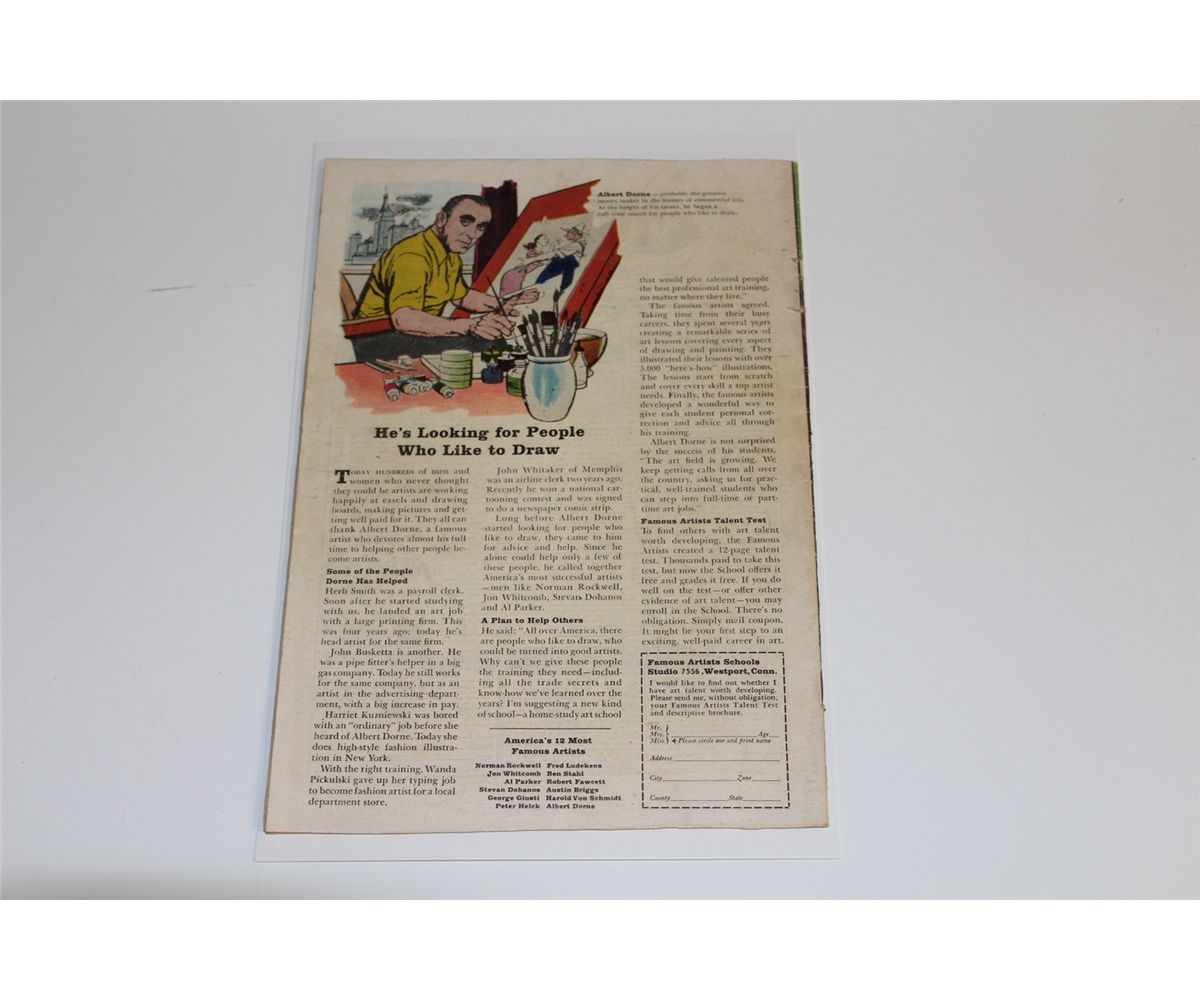 Albert Dorne—probably the greatest
money-maker in the history of commercial art.
At the height of his career, he began a
full-time search for people who like to draw.
He's Looking for People
Who Like to Draw
TODAY HUNDREDS of men and
women who never thought
they could be artists are working
happily at easels and drawing
boards, making pictures and get-
ting well paid for it. They all can
thank Albert Dorne, a famous
artist who devotes almost his full
time to helping other people be-
come artists.
Some of the People
Dorne Has Helped
Herb Smith was a payroll clerk.
Soon after he started studying
with us, he landed an art job
with a large printing firm. This
was four years ago; today he's
head artist for the same firm.
John Busketta is another. He
was a pipe fitter's helper in a big
gas company. Today he still works
for the same company, but as an
artist in the advertising depart-
ment, with a big increase in pay.
Harriet Kuzniewski was bored
with an "ordinary" job before she
heard of Albert Dorne. Today she
does high-style fashion illustra-
tion in New York.
With the right training, Wanda
Pickulski gave up her typing job
to become fashion artist for a local
department store.
John Whitaker of Memphis
was an airline clerk two years ago.
Recently he won a national car-
tooning contest and was signed
to do a newspaper comic strip.
Long before Albert Dorne
started looking for people who
like to draw, they came to him
for advice and help. Since he
alone could help only a few of
these people, he called together
America's most successful artists
—men like Norman Rockwell,
Jon Whitcomb, Stevan Dohanos
and Al Parker.
A Plan to Help Others
He said: "All over America, there
are people who like to draw, who
could be turned into good artists.
Why can't we give these people
the training they need—includ-
ing all the trade secrets and
know-how we've learned over the
years? I'm suggesting a new kind
of school—a home-study art school
America's 12 Most
Famous Artists
Norman Rockwell Fred Ludekens
Jon Whitcomb Ben Stahl
Al Parker Robert Fawcett
Stevan Dohanos Austin Briggs
George Giusti Harold Von Schmidt
Peter Helck Albert Dorne
that would give talented people
the best professional art training,
no matter where they live."
The famous artists agreed.
Taking time from their busy
careers, they spent several years
creating a remarkable series of
art lessons covering every aspect
of drawing and painting. They
illustrated their lessons with over
5,000 "here's-how" illustrations.
The lessons start from scratch
and cover every skill a top artist
needs. Finally, the famous artists
developed a wonderful way to
give each student personal cor-
rection and advice all through
his training.
Albert Dorne is not surprised
by the success of his students.
"The art field is growing. We
keep getting calls from all over
the country, asking us for prac-
tical, well-trained students who
can step into full-time or part-
time art jobs."
Famous Artists Talent Test
To find others with art talent
worth developing, the Famous
Artists created a 12-page talent
test. Thousands paid to take this
test, but now the School offers it
free and grades it free. If you do
well on the test—or offer other
evidence of art talent—you may
enroll in the School. There's no
obligation. Simply mail coupon.
It might be your first step to an
exciting, well-paid career in art.
Famous Artists Schools
Studio 7556, Westport, Conn.
I would like to find out whether I
have art talent worth developing.
Please send me, without obligation,
your Famous Artists Talent Test
and descriptive brochure.
Mr.
Mrs. Age
Miss Please circle one and print name
Address
City Zone
County State